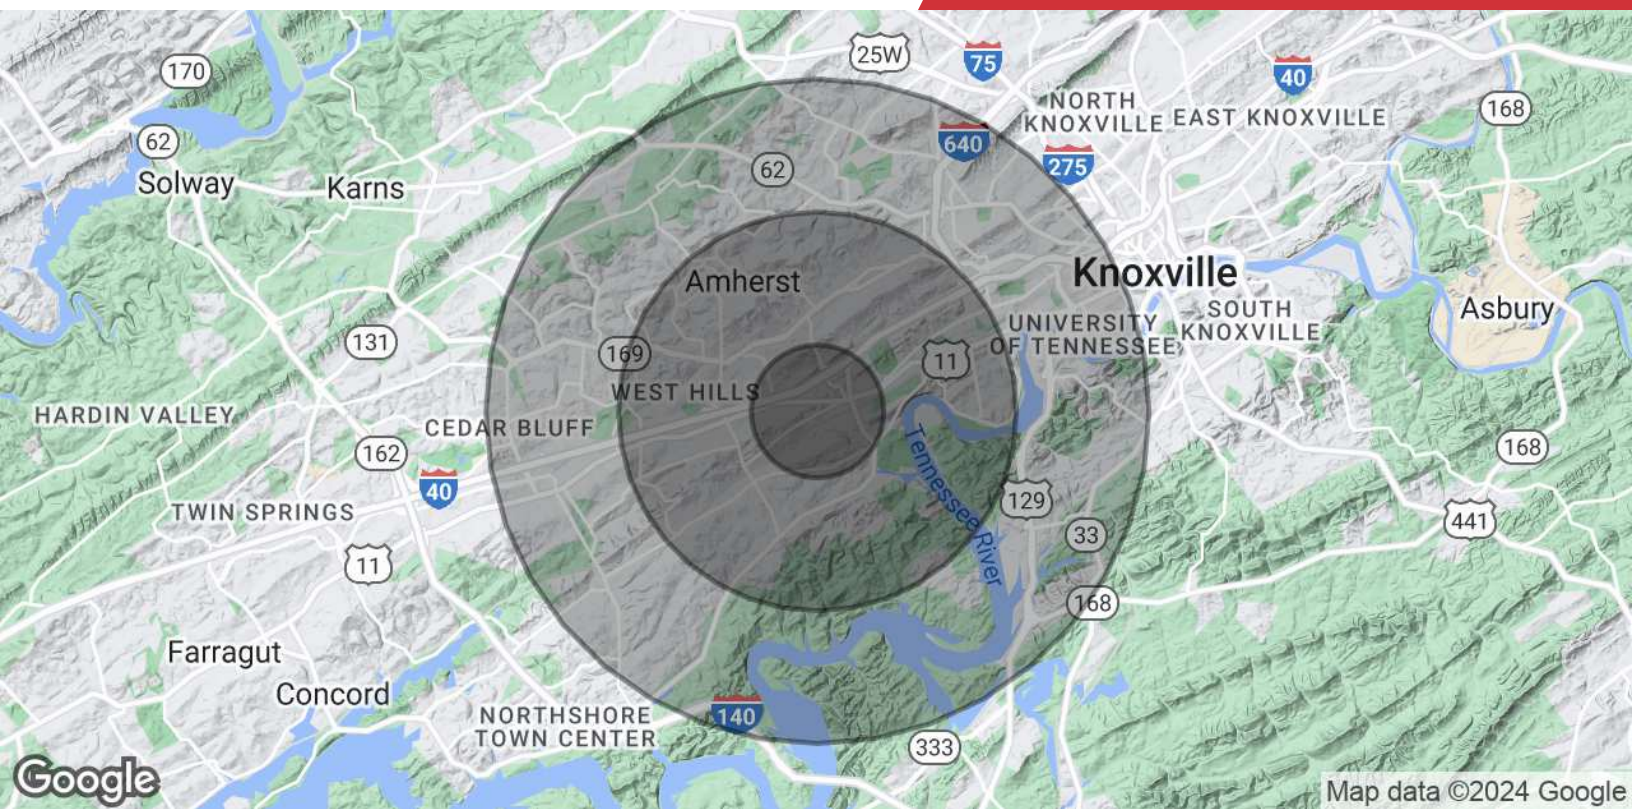 25W
75
40
170
NORTH
KNOXVILLE
EAST KNOXVILLE
168
62
640
275
62
Solway
Karns
Amherst
Knoxville
SOUTH
KNOXVILLE
Asbury
UNIVERSITY
OF TENNESSEE
131
169
11
WEST HILLS
HARDIN VALLEY
CEDAR BLUFF
162
40
168
Tennessee River
129
TWIN SPRINGS
441
33
11
168
Farragut
Concord
NORTHSHORE
TOWN CENTER
140
333
Google
Map data ©2024 Google